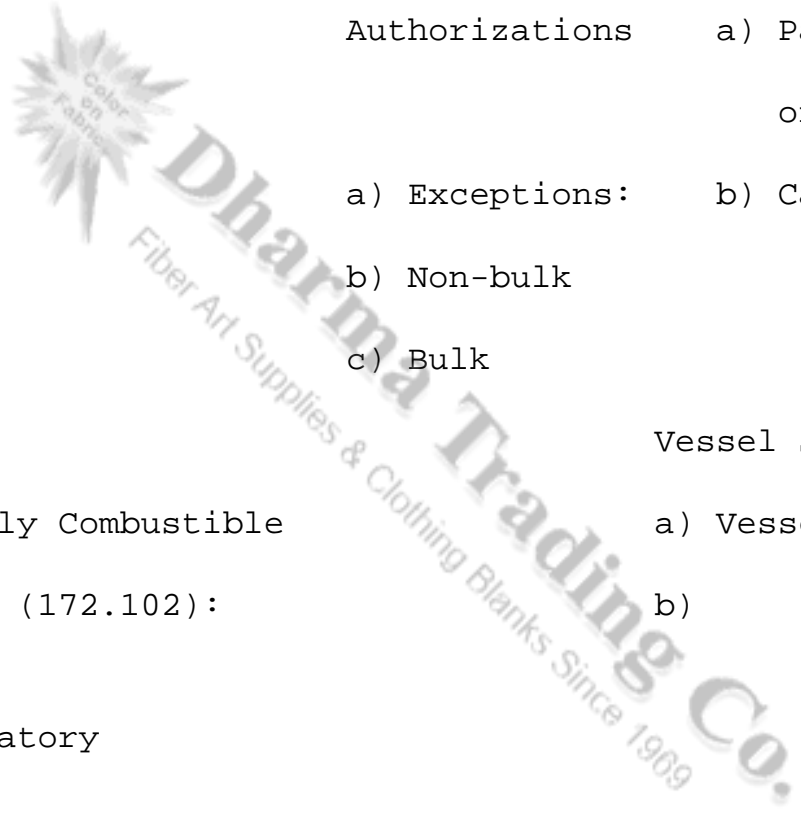 Authorizations a) Pa
or
a) Exceptions: b) Ca
b) Non-bulk
c) Bulk
Vessel
ly Combustible a) Vesse
(172.102): b)
atory
Color
on
Fabric
Dharma Trading Co.
Fiber Art Supplies & Clothing Blanks Since 1969